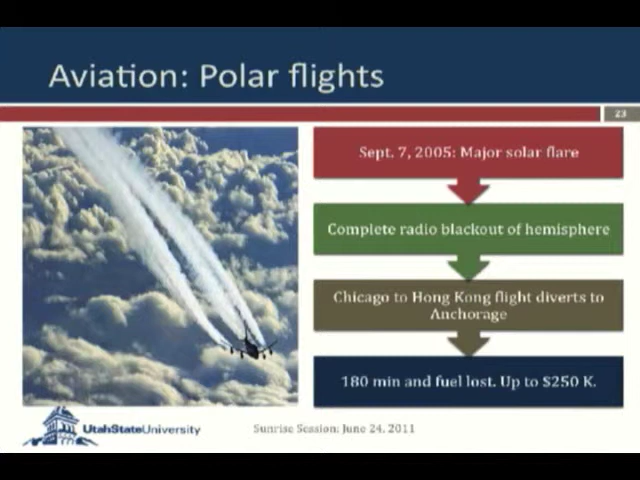 Aviation: Polar flights
23
Sept. 7, 2005: Major solar flare
Complete radio blackout of hemisphere
Chicago to Hong Kong flight diverts to
Anchorage
180 min and fuel lost. Up to $250 K.
UtahStateUniversity
Sunrise Session: June 24, 2011